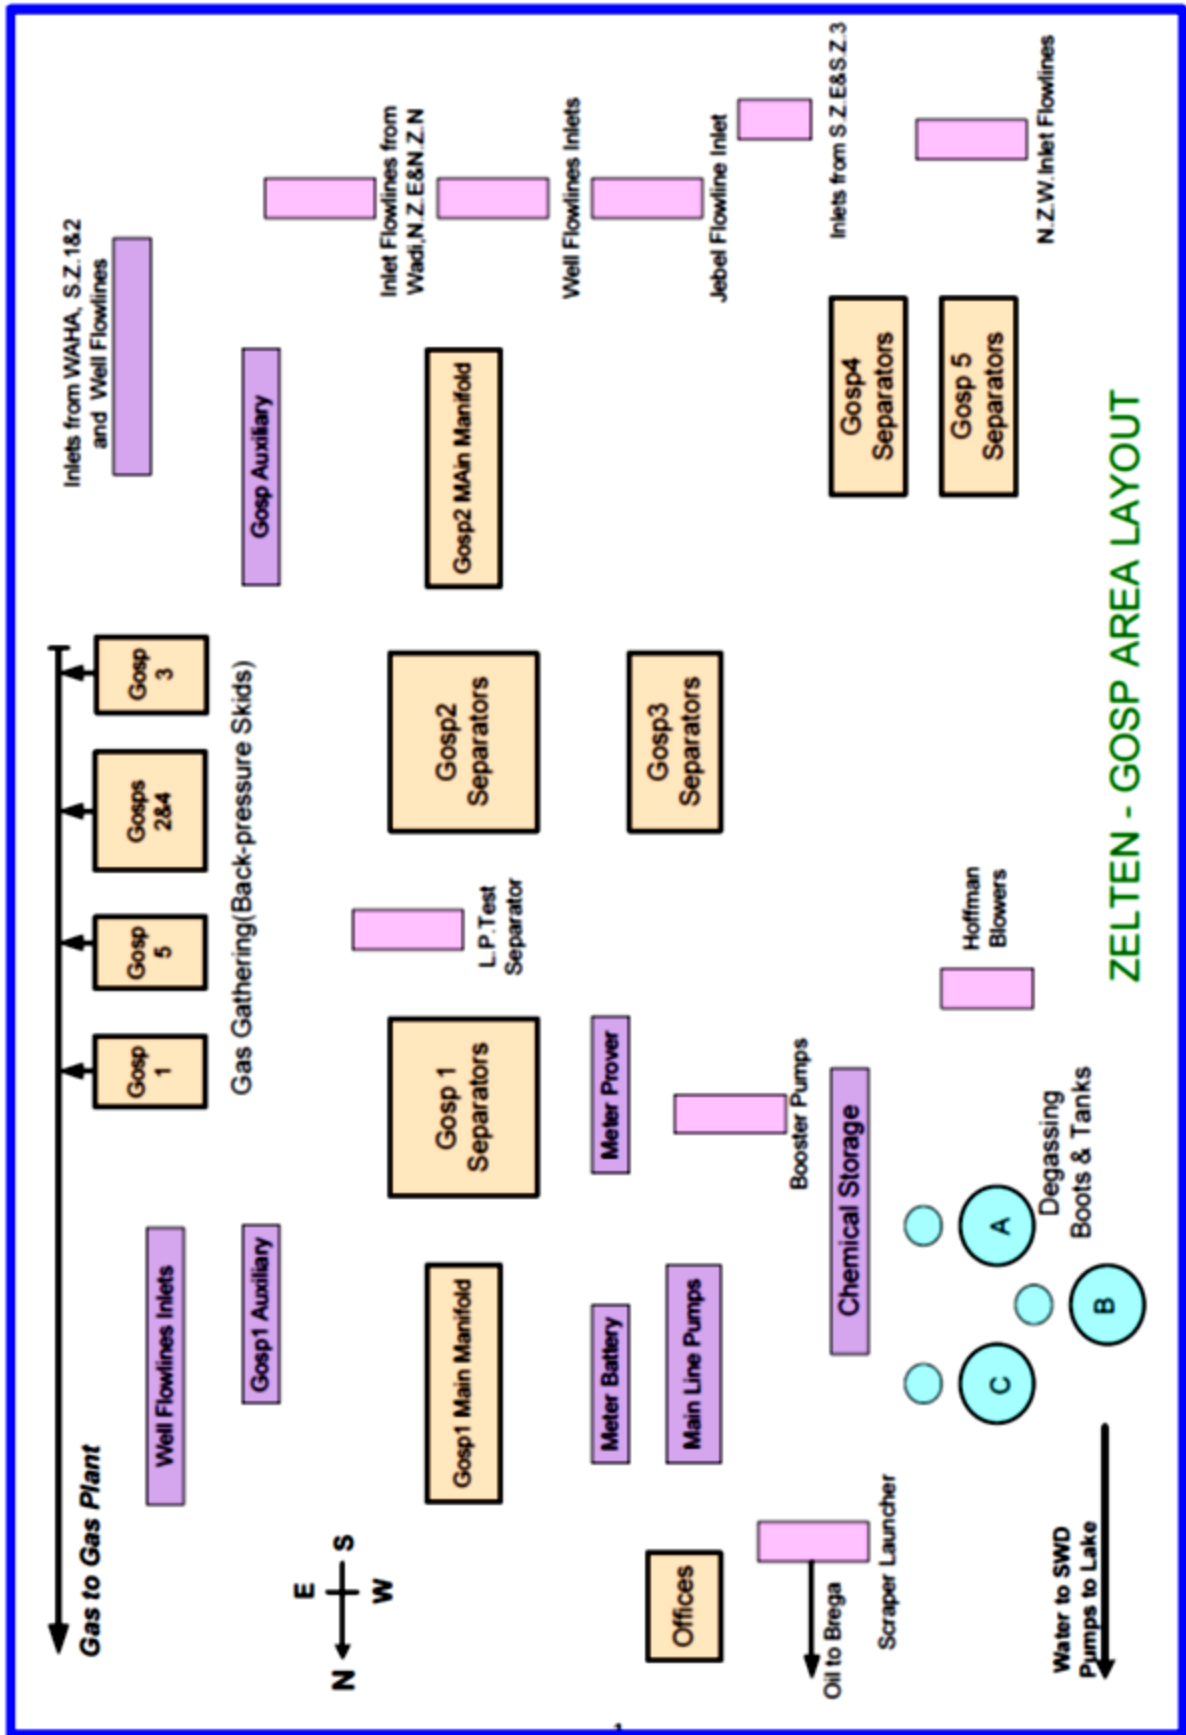 Gas to Gas Plant
Inlets from WAHA, S.Z.1&2
and Well Flowlines
Gosp
1
Gosp
5
Gosps
2&4
Gosp
3
Well Flowlines Inlets
Gas Gathering(Back-pressure Skids)
Gosp1 Auxiliary
Gosp Auxiliary
E
N
S
W
Inlet Flowlines from
Wadi,N.Z.E&N.Z.N
Gosp1 Main Manifold
Gosp 1
Separators
L.P.Test
Separator
Gosp2
Separators
Gosp2 MAin Manifold
Well Flowlines Inlets
Meter Battery
Meter Prover
Offices
Main Line Pumps
Gosp3
Separators
Jebel Flowline Inlet
Booster Pumps
Oil to Brega
Chemical Storage
Inlets from S.Z.E&S.Z.3
Gosp4
Separators
Scraper Launcher
Hoffman
Blowers
Gosp 5
Separators
C
A
N.Z.W.Inlet Flowlines
Degassing
Boots & Tanks
Water to SWD
Pumps to Lake
B
ZELTEN - GOSP AREA LAYOUT